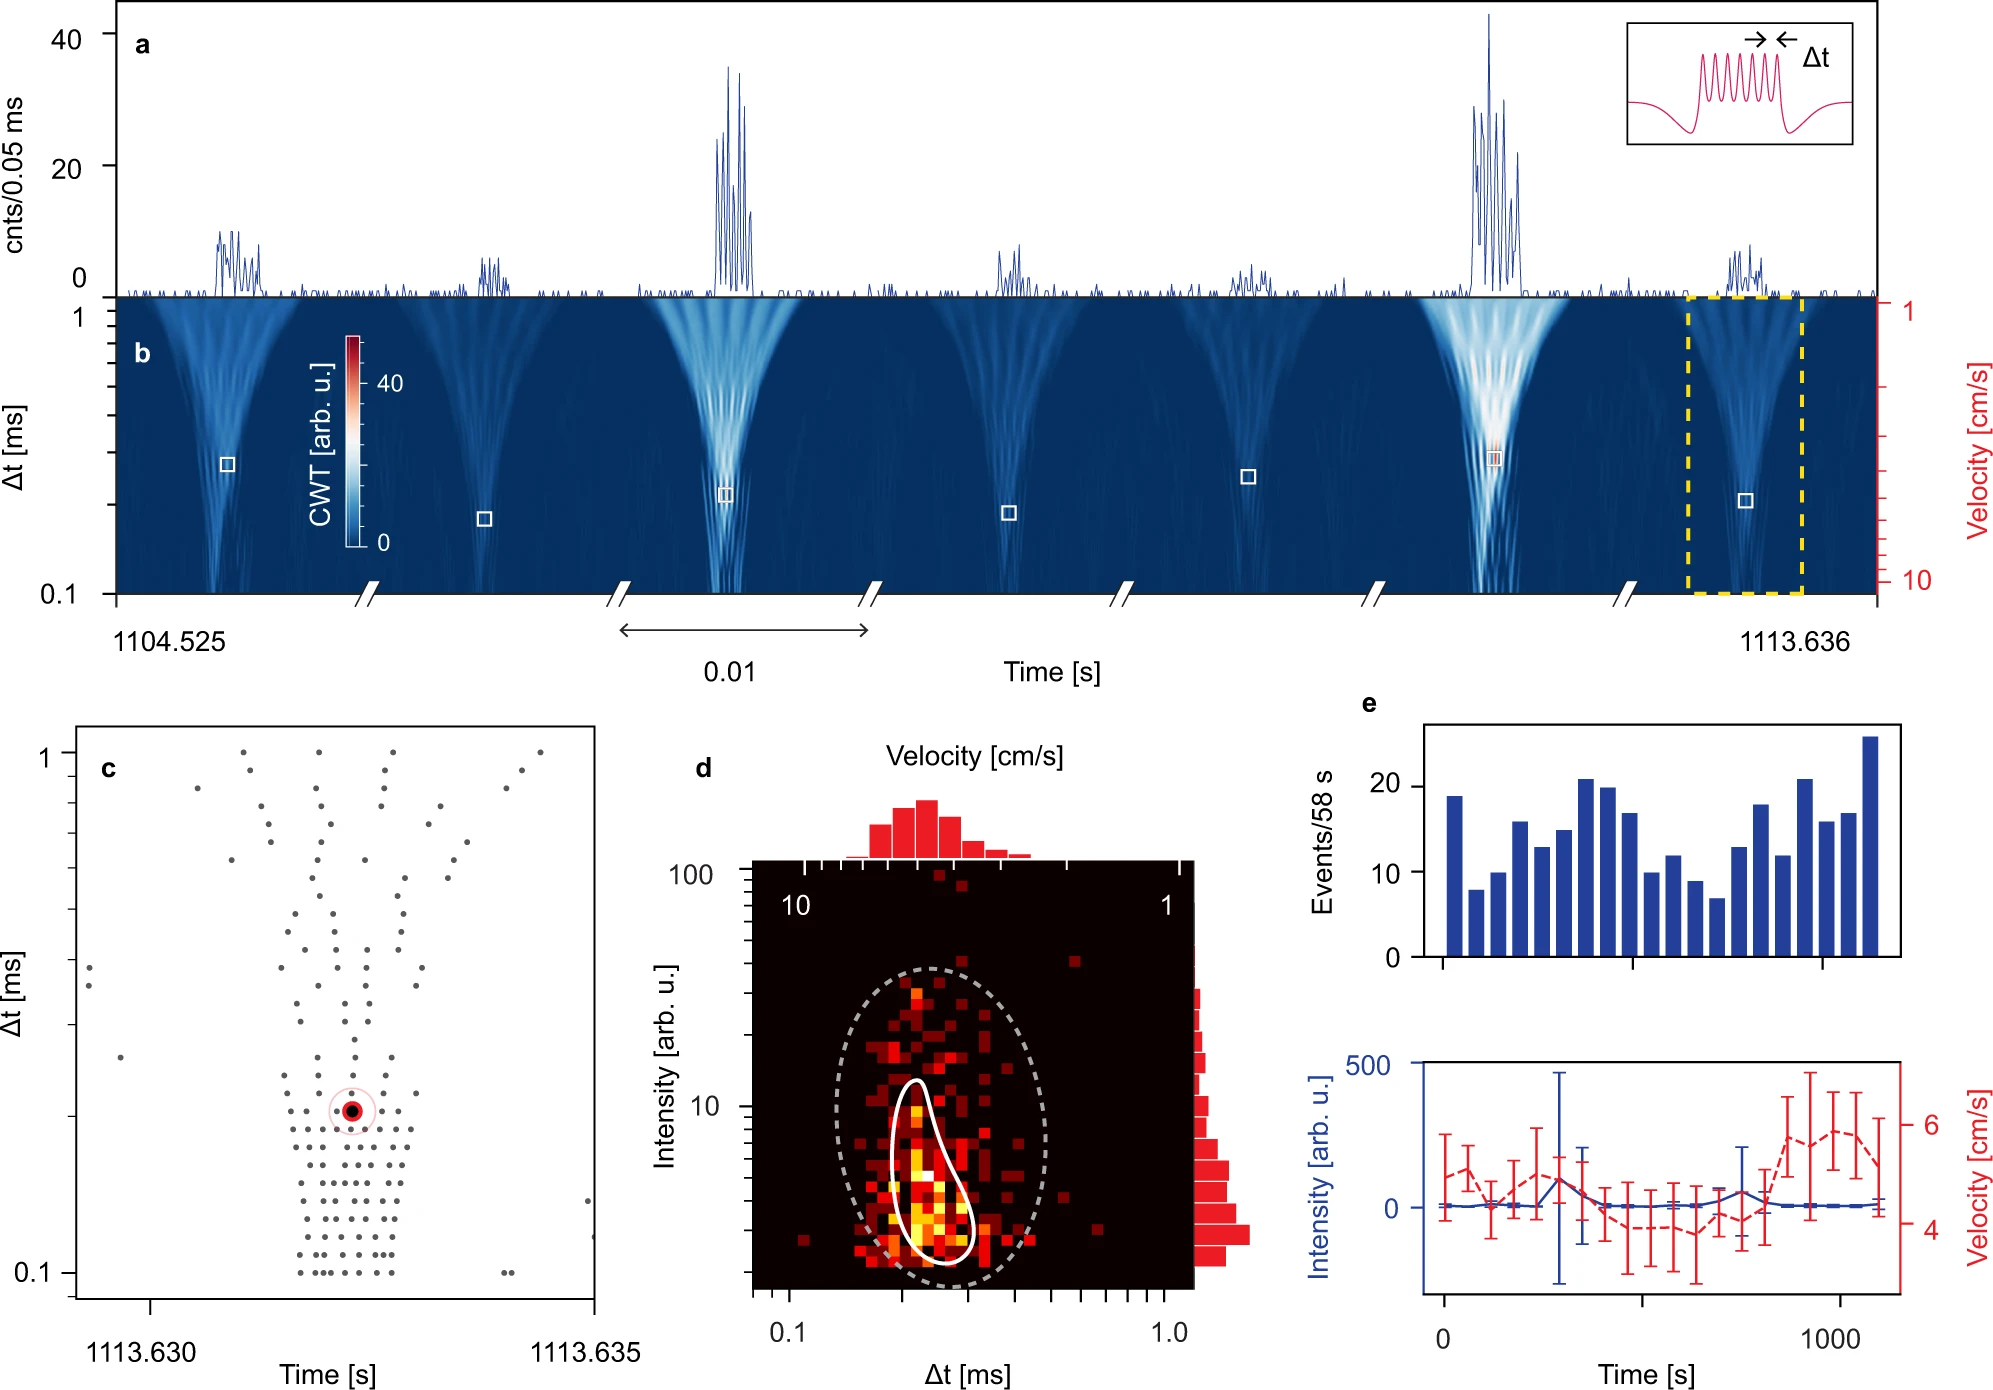 a
40
20
0
cnts/0.05 ms
Δt
b
1
0.1
Δt [ms]
CWT [arb. u.]
40
0
1
10
Velocity [cm/s]
1104.525
1113.636
0.01
Time [s]
c
1
0.1
Δt [ms]
1113.630
1113.635
Time [s]
d
Velocity [cm/s]
10
1
100
10
Intensity [arb. u.]
0.1
1.0
Δt [ms]
e
20
10
0
Events/58 s
500
0
Intensity [arb. u.]
6
4
Velocity [cm/s]
0
1000
Time [s]